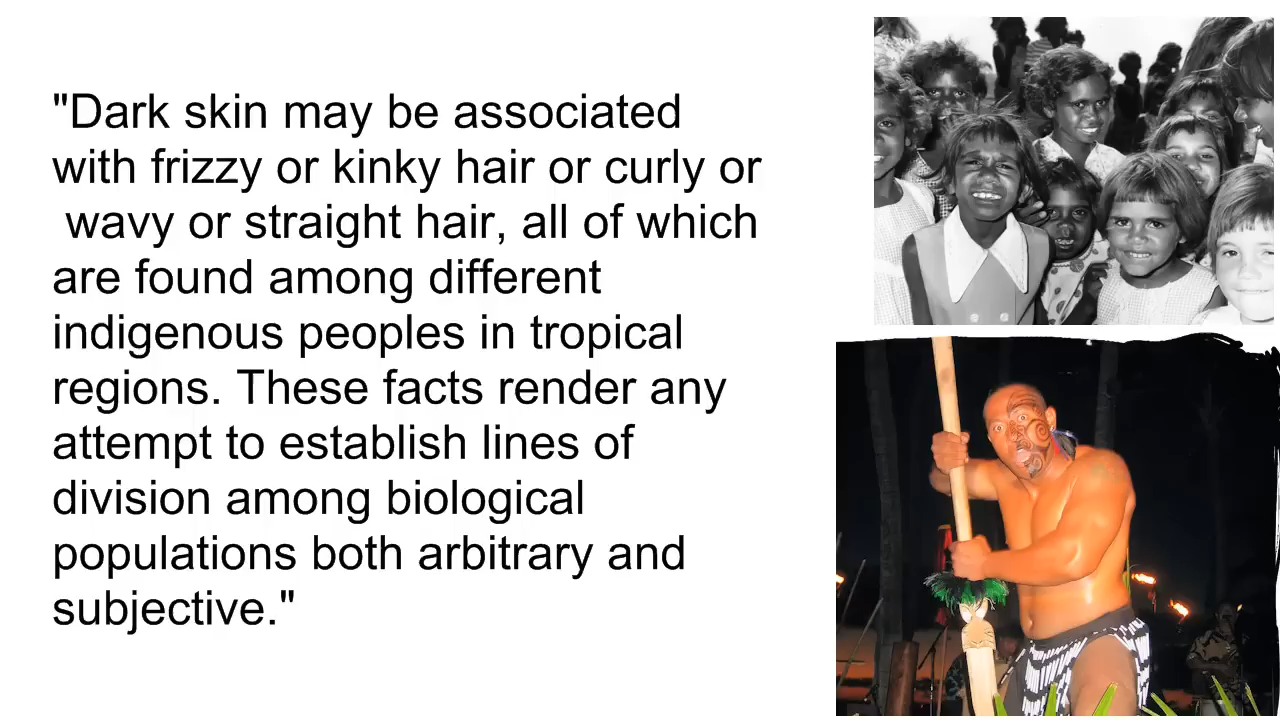 "Dark skin may be associated
with frizzy or kinky hair or curly or
wavy or straight hair, all of which
are found among different
indigenous peoples in tropical
regions. These facts render any
attempt to establish lines of
division among biological
populations both arbitrary and
subjective."